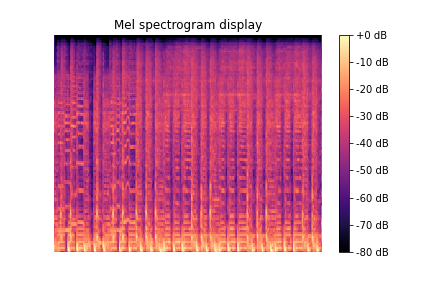 Mel spectrogram display
+0 dB
-10 dB
-20 dB
-30 dB
-40 dB
-50 dB
-60 dB
-70 dB
-80 dB